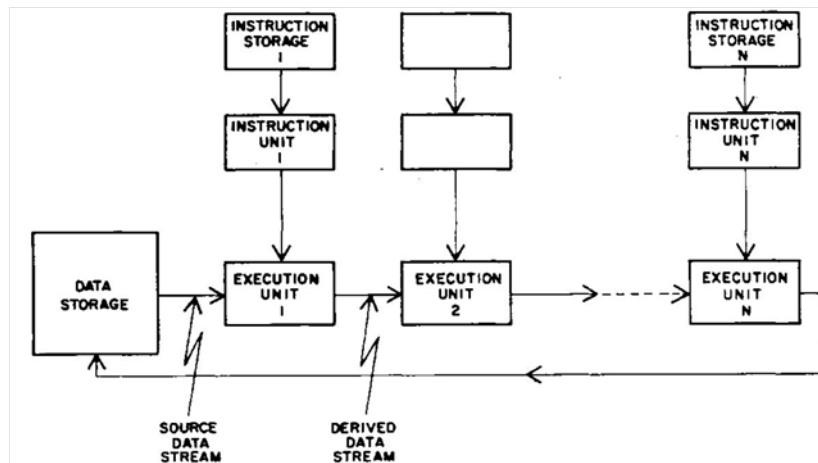 INSTRUCTION
STORAGE
1
INSTRUCTION
STORAGE
N
INSTRUCTION
UNIT
1
INSTRUCTION
UNIT
N
DATA
STORAGE
EXECUTION
UNIT
1
EXECUTION
UNIT
2
EXECUTION
UNIT
N
SOURCE
DATA
STREAM
DERIVED
DATA
STREAM